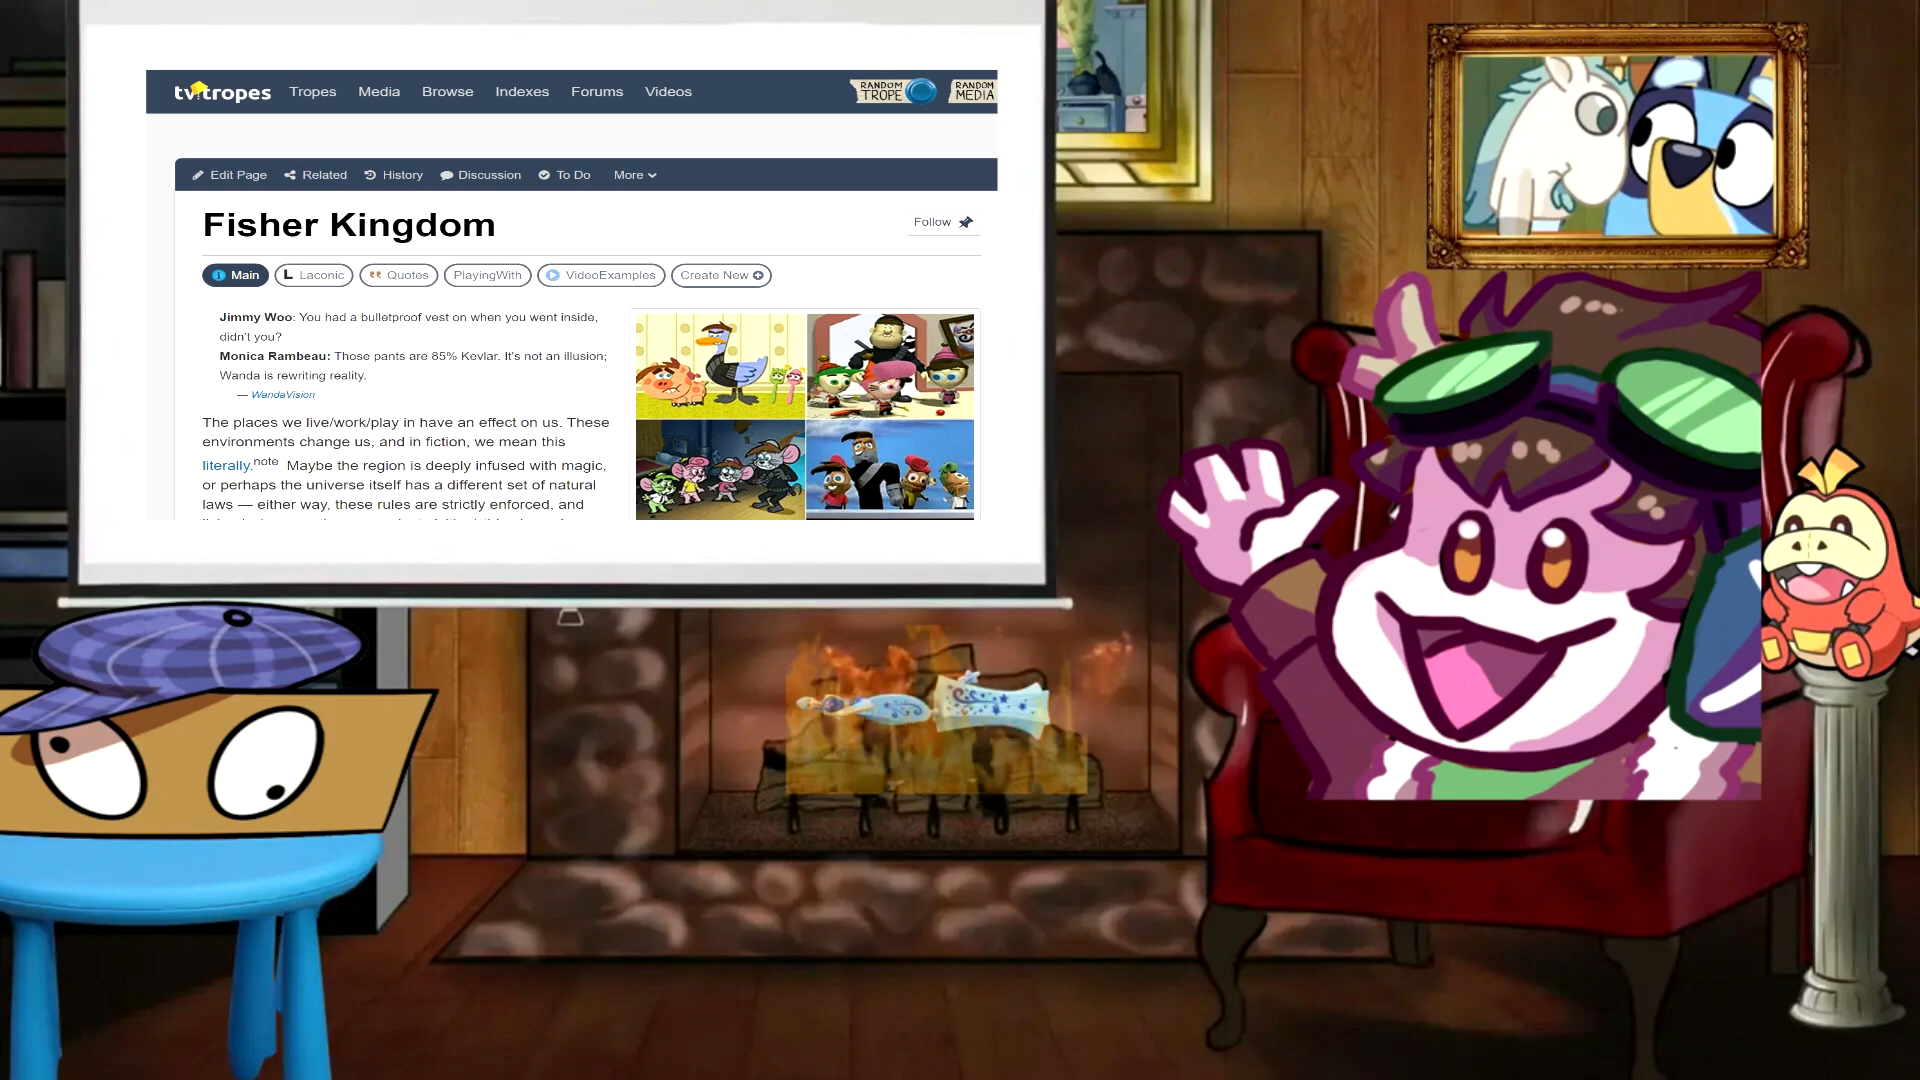 tvtropes Tropes Media Browse Indexes Forums Videos RANDOM TROPE RANDOM MEDIA
Edit Page Related History Discussion To Do More
Fisher Kingdom
Follow
Main Laconic Quotes PlayingWith VideoExamples Create New
Jimmy Woo: You had a bulletproof vest on when you went inside,
didn't you?
Monica Rambeau: Those pants are 85% Kevlar. It's not an illusion;
Wanda is rewriting reality.
— WandaVision
The places we live/work/play in have an effect on us. These
environments change us, and in fiction, we mean this
literally.note Maybe the region is deeply infused with magic,
or perhaps the universe itself has a different set of natural
laws — either way, these rules are strictly enforced, and